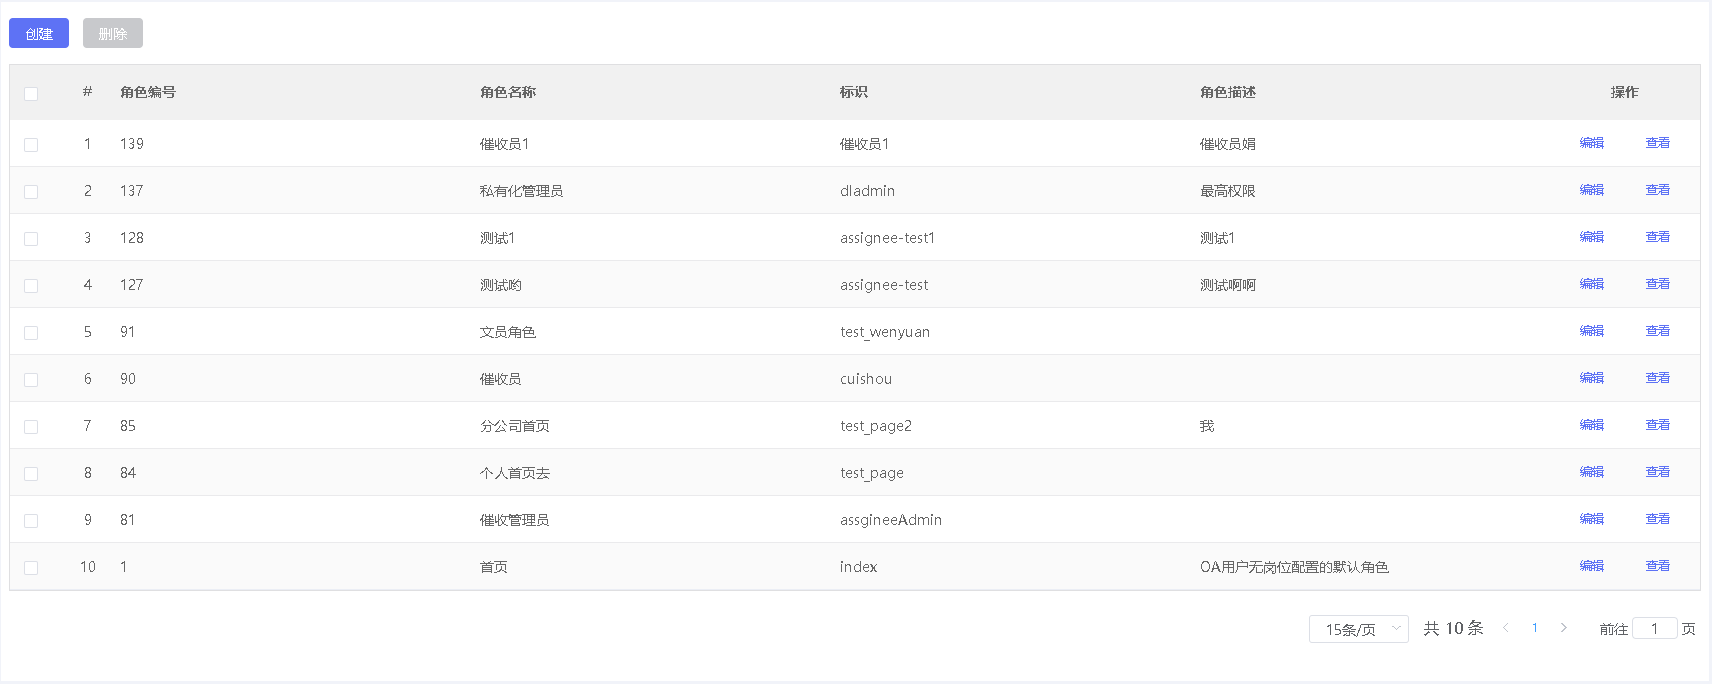 创建 删除
# 角色编号 角色名称 标识 角色描述 操作
1 139 催收员1 催收员1 催收员娟 编辑 查看
2 137 私有化管理员 dladmin 最高权限 编辑 查看
3 128 测试1 assignee-test1 测试1 编辑 查看
4 127 测试哟 assignee-test 测试啊啊 编辑 查看
5 91 文员角色 test_wenyuan 编辑 查看
6 90 催收员 cuishou 编辑 查看
7 85 分公司首页 test_page2 我 编辑 查看
8 84 个人首页去 test_page 编辑 查看
9 81 催收管理员 assgineeAdmin 编辑 查看
10 1 首页 index OA用户无岗位配置的默认角色 编辑 查看
15条/页 共 10 条 1 前往 1 页